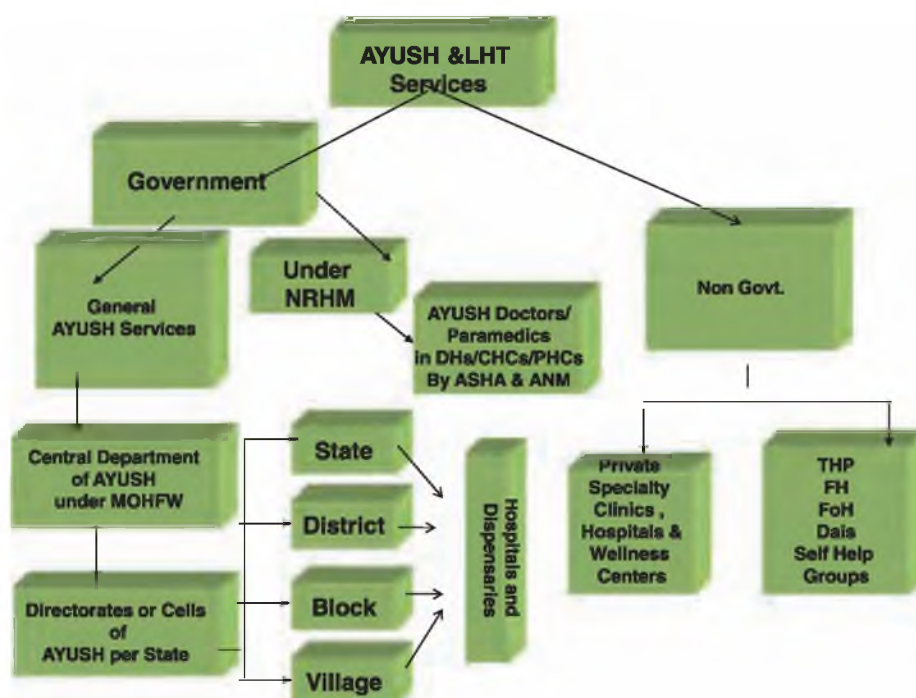 AYUSH &LHT
Services
Government
Under
NRHM
General
AYUSH Services
AYUSH Doctors/
Paramedics
in DHs/CHCs/PHCs
By ASHA & ANM
Non Govt.
Central Department
of AYUSH
under MOHFW
Directorates or Cells
of
AYUSH per State
State
District
Block
Village
Hospitals and
Dispensaries
Private
Specialty
Clinics ,
Hospitals &
Wellness
Centers
THP
FH
FoH
Dais
Self Help
Groups